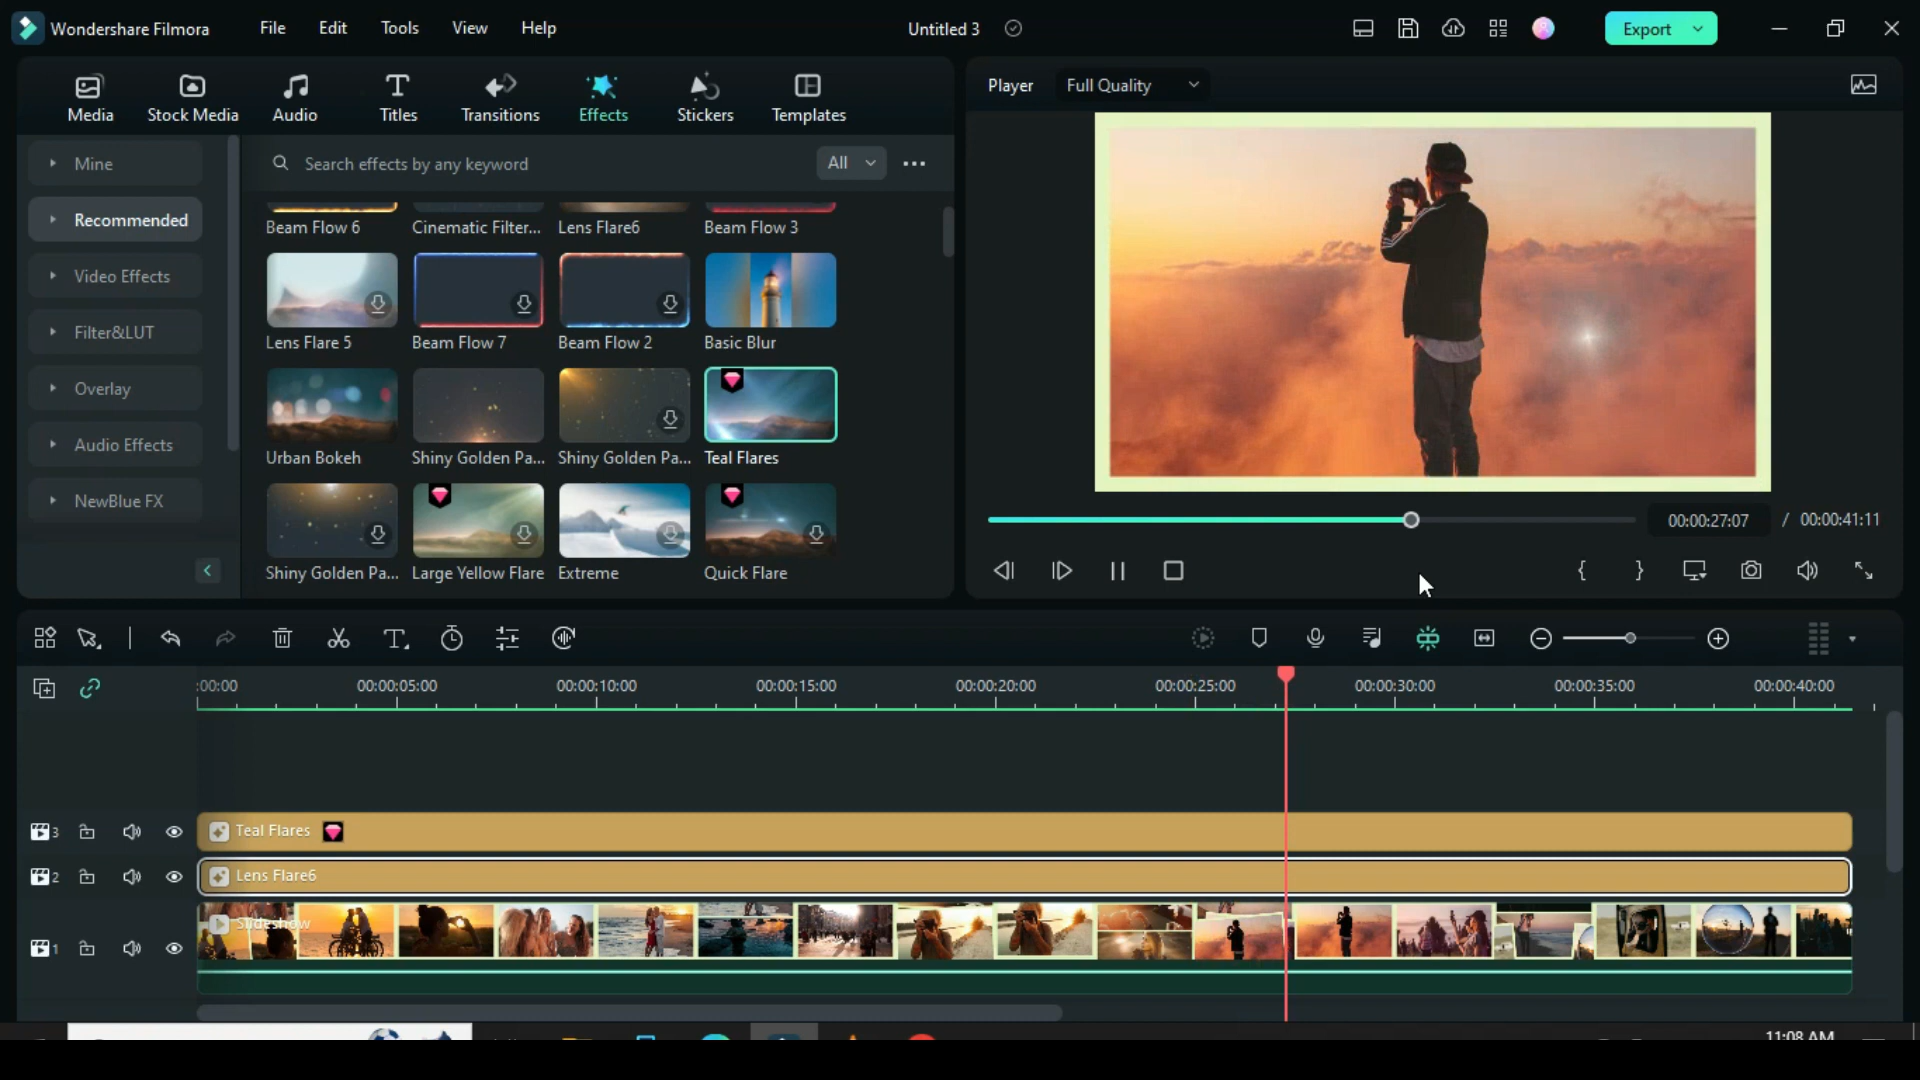 Wondershare Filmora File Edit Tools View Help Untitled 3 Export
Media Stock Media Audio Titles Transitions Effects Stickers Templates
Player Full Quality
Mine
Recommended
Video Effects
Filter&LUT
Overlay
Audio Effects
NewBlue FX
Search effects by any keyword All
Beam Flow 6 Cinematic Filter... Lens Flare6 Beam Flow 3
Lens Flare 5 Beam Flow 7 Beam Flow 2 Basic Blur
Urban Bokeh Shiny Golden Pa... Shiny Golden Pa... Teal Flares
Shiny Golden Pa... Large Yellow Flare Extreme Quick Flare
00:00:27:07 / 00:00:41:11
:00:00 00:00:05:00 00:00:10:00 00:00:15:00 00:00:20:00 00:00:25:00 00:00:30:00 00:00:35:00 00:00:40:00
3 Teal Flares
2 Lens Flare6
Slideshow
1
11:08 AM